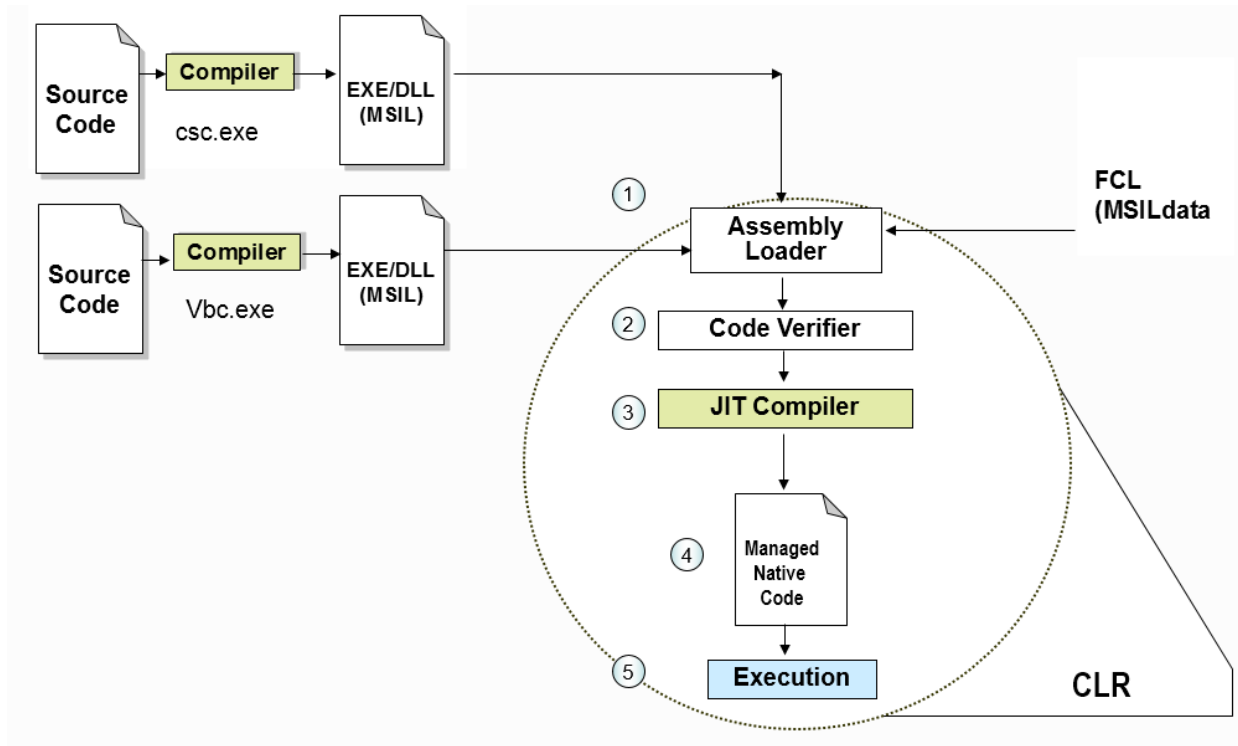 Source
Code
Compiler
csc.exe
EXE/DLL
(MSIL)
Source
Code
Compiler
Vbc.exe
EXE/DLL
(MSIL)
FCL
(MSILdata
1
Assembly
Loader
2
Code Verifier
3
JIT Compiler
4
Managed
Native
Code
5
Execution
CLR